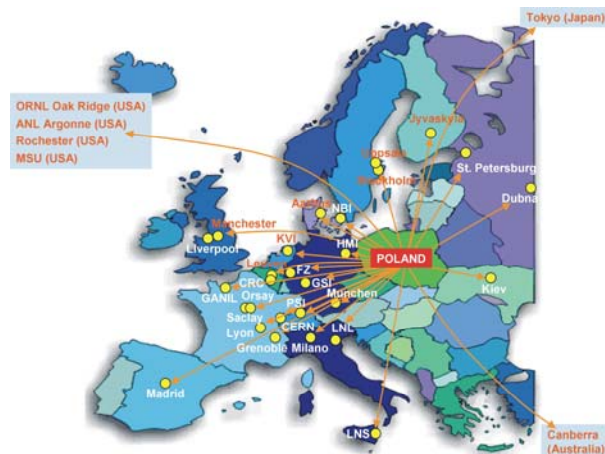 Tokyo (Japan)
ORNL Oak Ridge (USA)
ANL Argonne (USA)
Rochester (USA)
MSU (USA)
Jyvaskyla
Uppsala
Stockholm
St. Petersburg
Dubna
Aarhus
NBI
Manchester
Liverpool
KVI
HMI
POLAND
FZ
CRC
GSI
Kiev
GANIL
Orsay
München
Saclay
PSI
Lyon
CERN
LNL
Grenoble
Milano
Madrid
LNS
Canberra
(Australia)